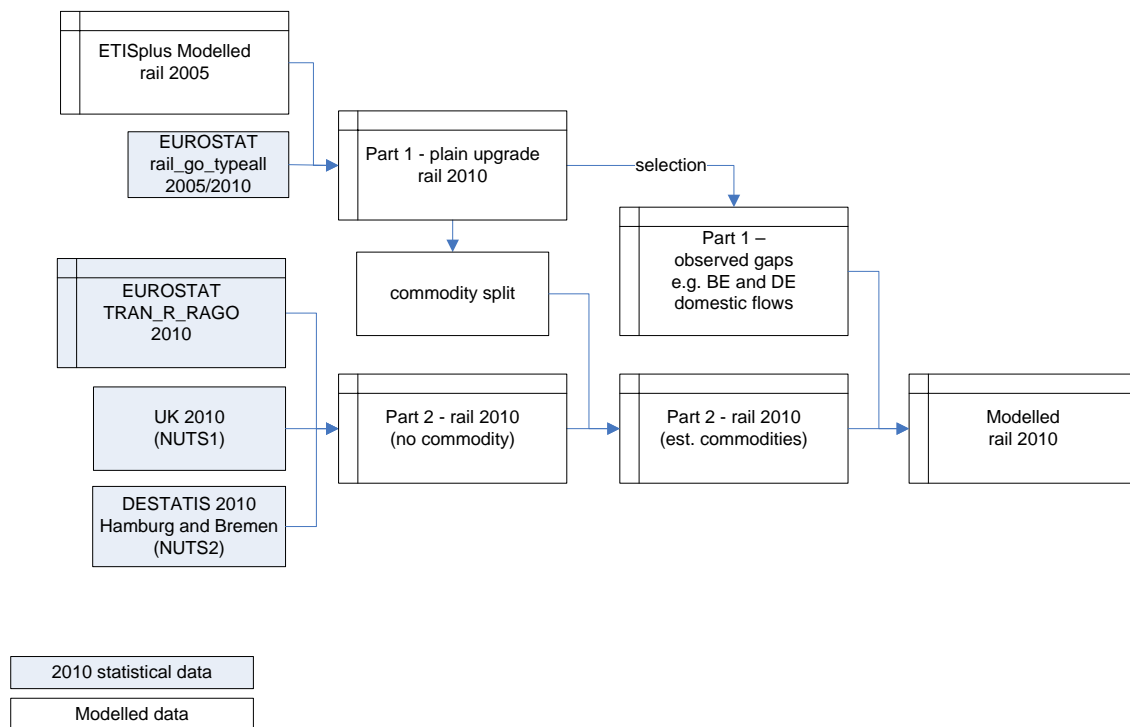 ETISplus Modelled
rail 2005
EUROSTAT
rail_go_typeall
2005/2010
Part 1 - plain upgrade
rail 2010
selection
Part 1 –
observed gaps
e.g. BE and DE
domestic flows
commodity split
EUROSTAT
TRAN_R_RAGO
2010
UK 2010
(NUTS1)
DESTATIS 2010
Hamburg and Bremen
(NUTS2)
Part 2 - rail 2010
(no commodity)
Part 2 - rail 2010
(est. commodities)
Modelled
rail 2010
2010 statistical data
Modelled data